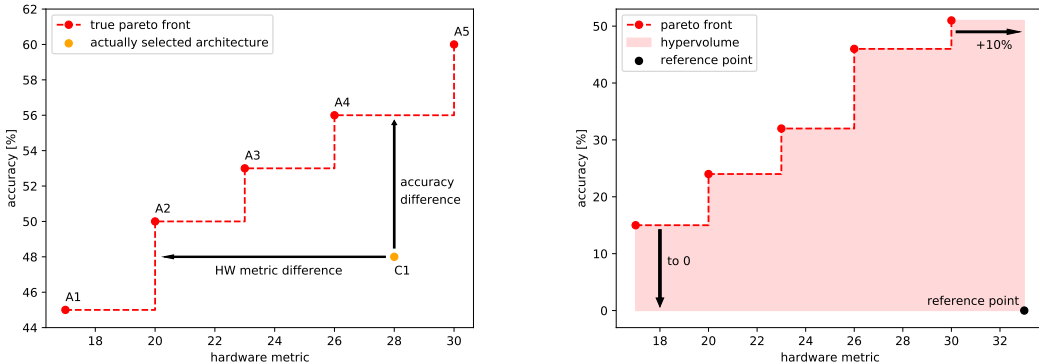 62
60
58
56
54
52
50
48
46
44
accuracy [%]
true pareto front
actually selected architecture
A5
A4
A3
A2
A1
accuracy
difference
HW metric difference
C1
18 20 22 24 26 28 30
hardware metric
50
40
30
20
10
0
accuracy [%]
pareto front
hypervolume
reference point
+10%
to 0
reference point
18 20 22 24 26 28 30 32
hardware metric